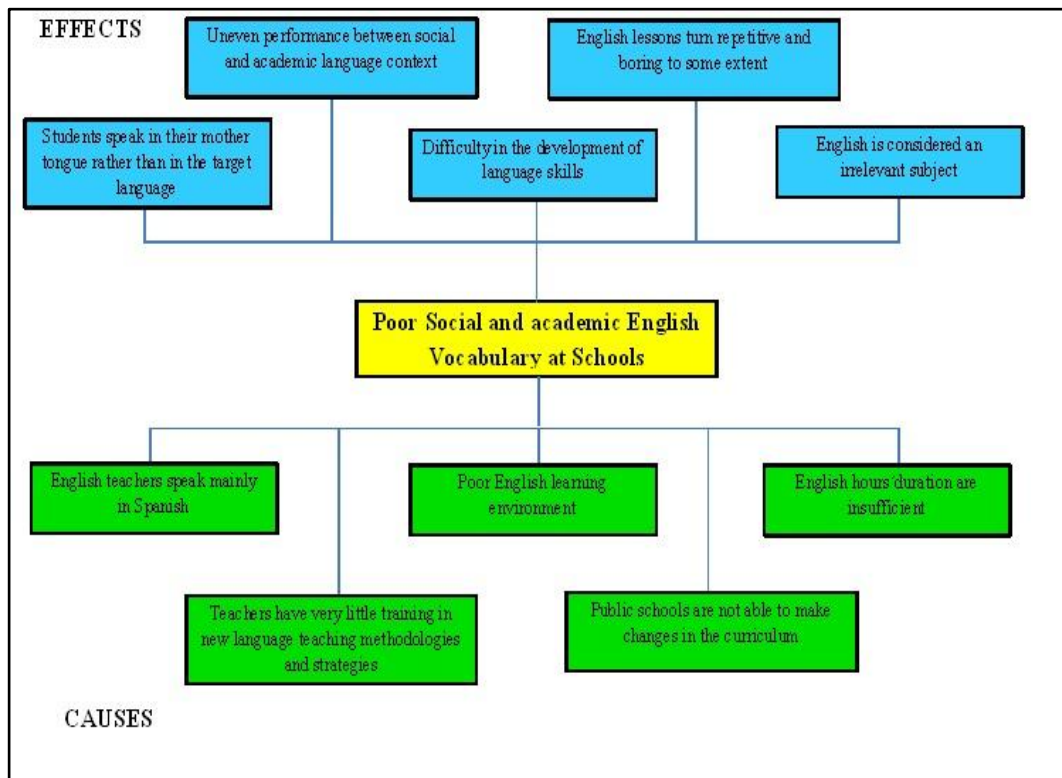 EFFECTS
Uneven performance between social
and academic language context
English lessons turn repetitive and
boring to some extent
Students speak in their mother
tongue rather than in the target
language
Difficulty in the development of
language skills
English is considered an
irrelevant subject
Poor Social and academic English
Vocabulary at Schools
English teachers speak mainly
in Spanish
Poor English learning
environment
English hours' duration are
insufficient
Teachers have very little training in
new language teaching methodologies
and strategies
Public schools are not able to make
changes in the curriculum
CAUSES